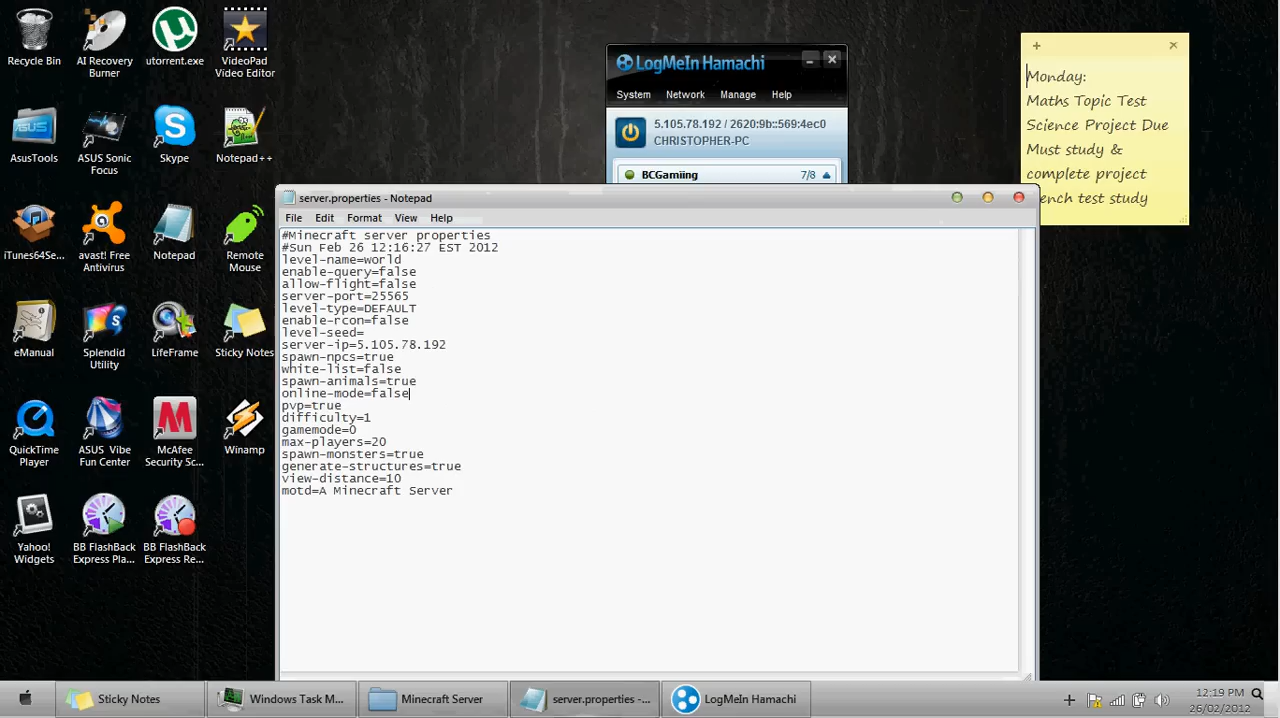 Recycle Bin
AI Recovery
Burner
utorrent.exe
VideoPad
Video Editor
AsusTools
ASUS Sonic
Focus
Skype
Notepad++
iTunes64Se...
avast! Free
Antivirus
Notepad
Remote
Mouse
eManual
Splendid
Utility
LifeFrame
Sticky Notes
QuickTime
Player
ASUS Vibe
Fun Center
McAfee
Security Sc...
Winamp
Yahoo!
Widgets
BB FlashBack
Express Pla...
BB FlashBack
Express Re...
LogMeIn Hamachi
System Network Manage Help
5.105.78.192 / 2620:9b::569:4ec0
CHRISTOPHER-PC
BCGamiing 7/8
Monday:
Maths Topic Test
Science Project Due
Must study &
complete project
ench test study
server.properties - Notepad
File Edit Format View Help
#Minecraft server properties
#Sun Feb 26 12:16:27 EST 2012
level-name=world
enable-query=false
allow-flight=false
server-port=25565
level-type=DEFAULT
enable-rcon=false
level-seed=
server-ip=5.105.78.192
spawn-npcs=true
white-list=false
spawn-animals=true
online-mode=false
pvp=true
difficulty=1
gamemode=0
max-players=20
spawn-monsters=true
generate-structures=true
view-distance=10
motd=A Minecraft Server
Sticky Notes
Windows Task M...
Minecraft Server
server.properties -...
LogMeIn Hamachi
12:19 PM
26/02/2012